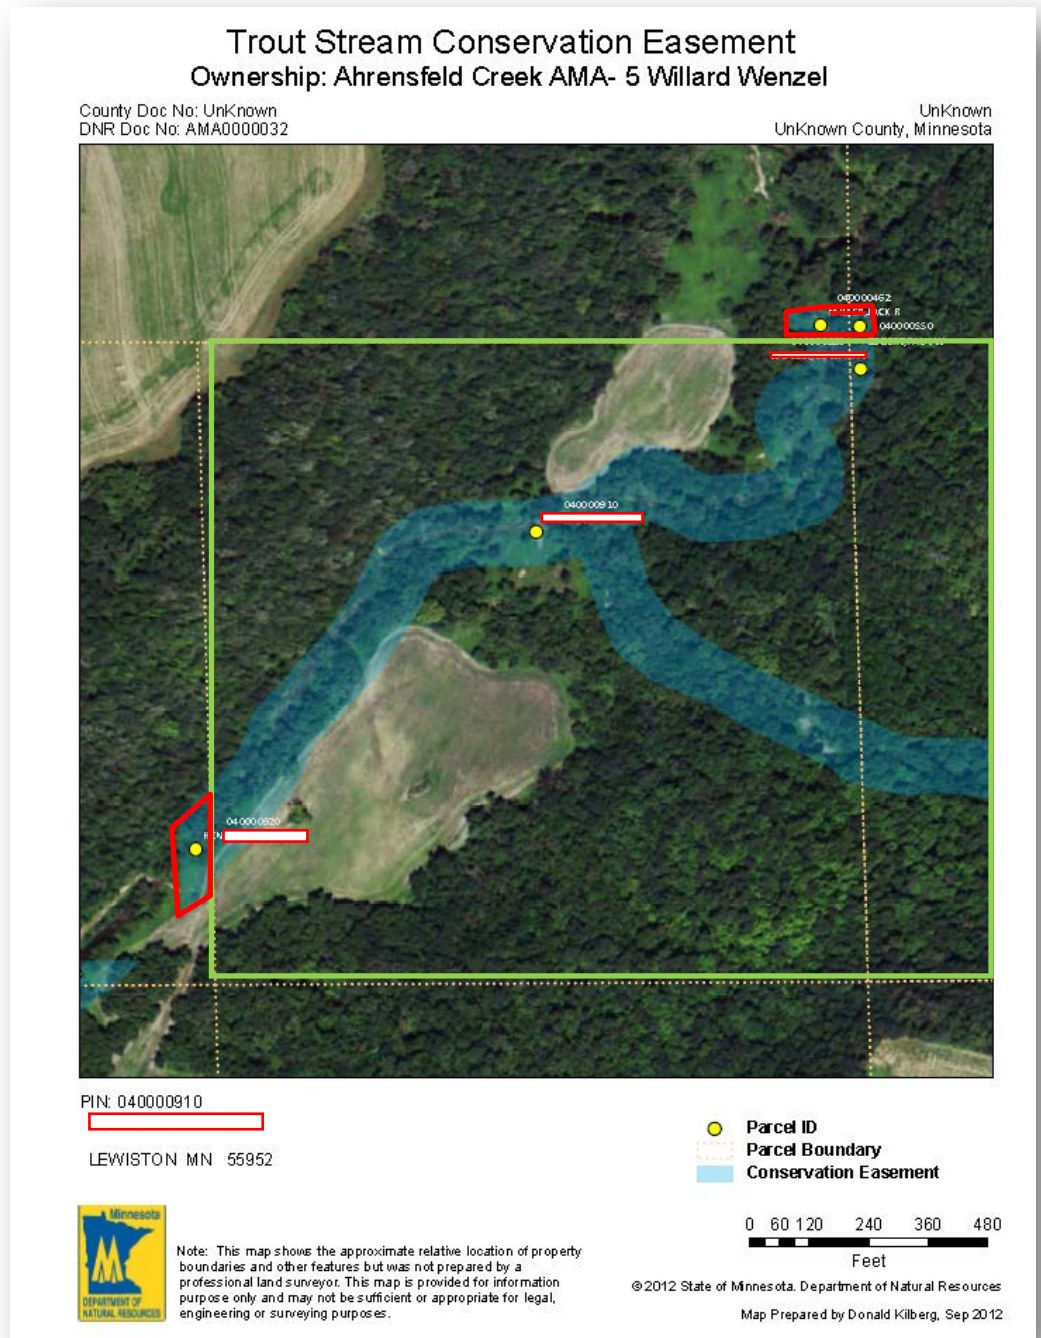 Trout Stream Conservation Easement
Ownership: Ahrensfeld Creek AMA- 5 Willard Wenzel
County Doc No: UnKnown
DNR Doc No: AMA0000032
UnKnown
UnKnown County, Minnesota
040000462
JACK R
040000550
040000910
040000920
PIN: 040000910
LEWISTON MN 55952
Parcel ID
Parcel Boundary
Conservation Easement
Minnesota
DEPARTMENT OF
NATURAL RESOURCES
Note: This map shows the approximate relative location of property
boundaries and other features but was not prepared by a
professional land surveyor. This map is provided for information
purpose only and may not be sufficient or appropriate for legal,
engineering or surveying purposes.
0 60 120 240 360 480
Feet
©2012 State of Minnesota. Department of Natural Resources
Map Prepared by Donald Kilberg, Sep 2012